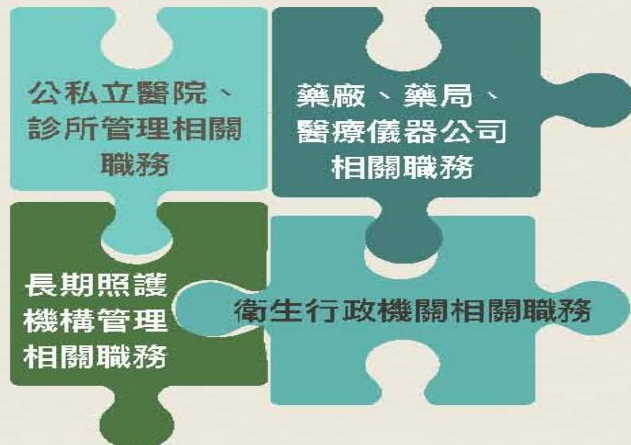 公私立醫院、
診所管理相關
職務
藥廠、藥局、
醫療儀器公司
相關職務
長期照護
機構管理
相關職務
衛生行政機關相關職務